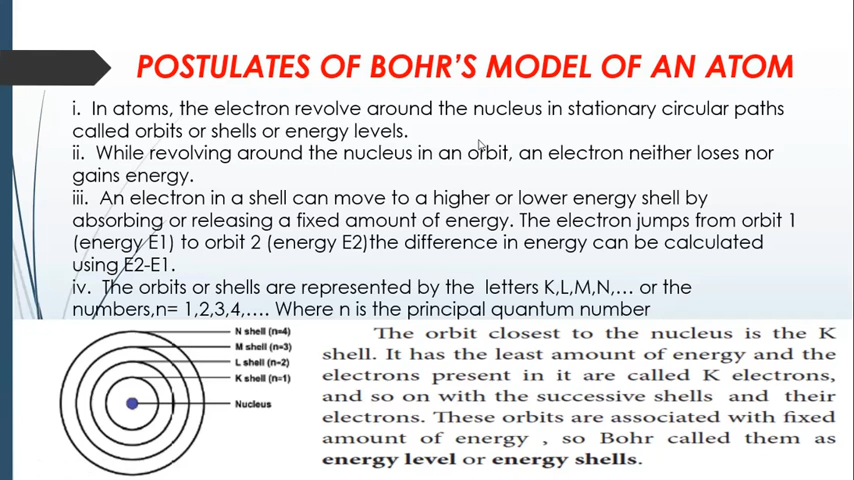 POSTULATES OF BOHR'S MODEL OF AN ATOM
i. In atoms, the electron revolve around the nucleus in stationary circular paths
called orbits or shells or energy levels.
ii. While revolving around the nucleus in an orbit, an electron neither loses nor
gains energy.
iii. An electron in a shell can move to a higher or lower energy shell by
absorbing or releasing a fixed amount of energy. The electron jumps from orbit 1
(energy E1) to orbit 2 (energy E2)the difference in energy can be calculated
using E2-E1.
iv. The orbits or shells are represented by the letters K,L,M,N,... or the
numbers,n= 1,2,3,4,.... Where n is the principal quantum number
N shell (n=4)
M shell (n=3)
L shell (n=2)
K shell (n=1)
Nucleus
The orbit closest to the nucleus is the K
shell. It has the least amount of energy and the
electrons present in it are called K electrons,
and so on with the successive shells and their
electrons. These orbits are associated with fixed
amount of energy , so Bohr called them as
energy level or energy shells.